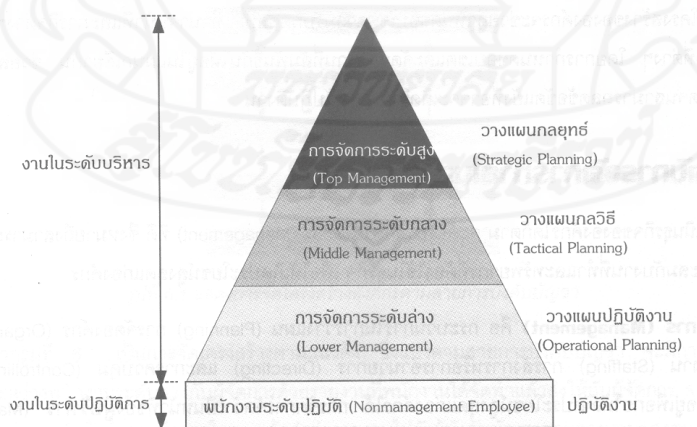 การจัดการระดับสูง
(Top Management)
วางแผนกลยุทธ์
(Strategic Planning)
งานในระดับบริหาร
การจัดการระดับกลาง
(Middle Management)
วางแผนกลวิธี
(Tactical Planning)
การจัดการระดับล่าง
(Lower Management)
วางแผนปฏิบัติงาน
(Operational Planning)
งานในระดับปฏิบัติการ
พนักงานระดับปฏิบัติ (Nonmanagement Employee)
ปฏิบัติงาน